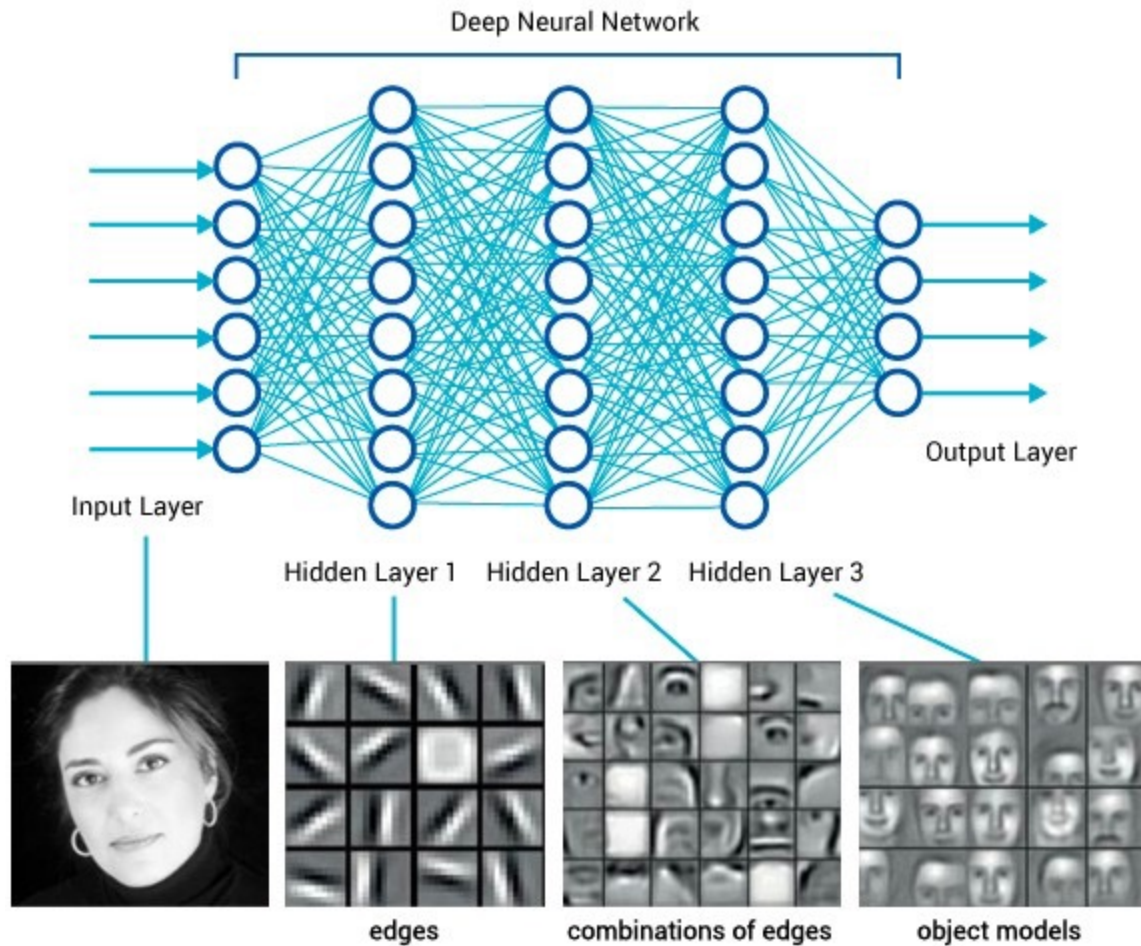 Deep Neural Network
Input Layer
Output Layer
Hidden Layer 1
Hidden Layer 2
Hidden Layer 3
edges
combinations of edges
object models